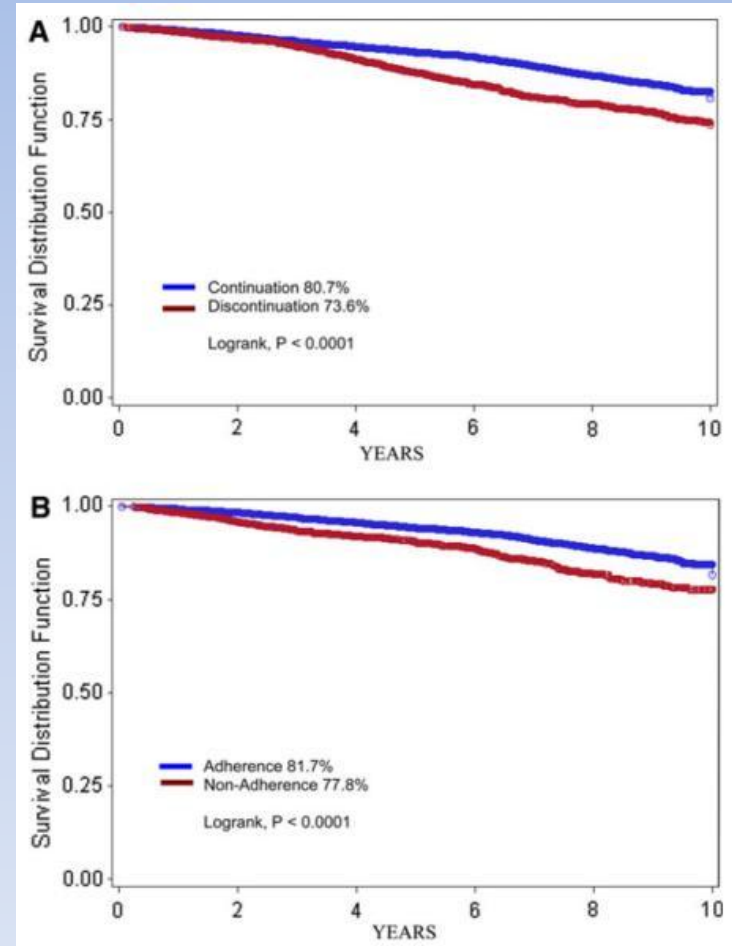 A
Survival Distribution Function
1.00
0.75
0.50
0.25
0.00
Continuation 80.7%
Discontinuation 73.6%
Logrank, P < 0.0001
0 2 4 6 8 10
YEARS
B
Survival Distribution Function
1.00
0.75
0.50
0.25
0.00
Adherence 81.7%
Non-Adherence 77.8%
Logrank, P < 0.0001
0 2 4 6 8 10
YEARS